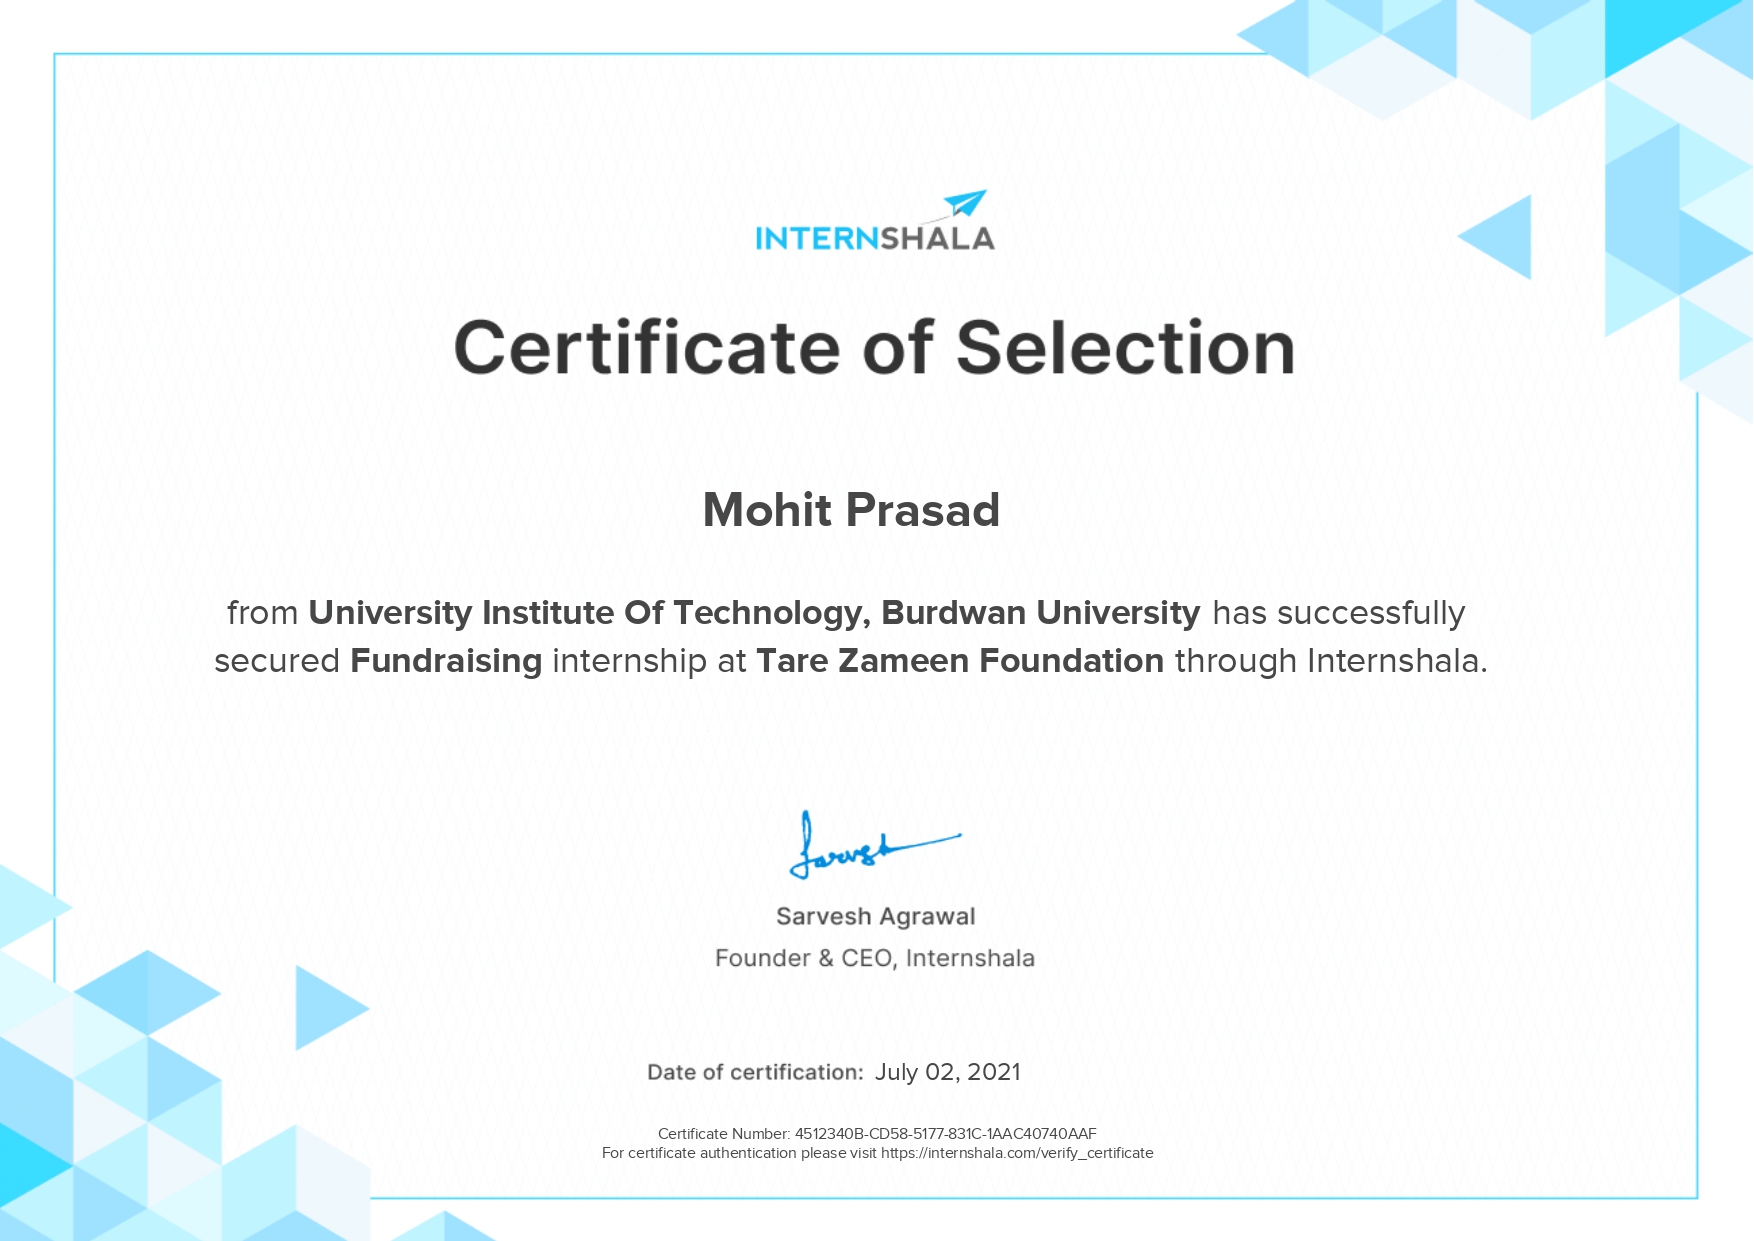 INTERNSHALA
Certificate of Selection
Mohit Prasad
from University Institute Of Technology, Burdwan University has successfully
secured Fundraising internship at Tare Zameen Foundation through Internshala.
Sarvesh
Sarvesh Agrawal
Founder & CEO, Internshala
Date of certification: July 02, 2021
Certificate Number: 4512340B-CD58-5177-831C-1AAC40740AAF
For certificate authentication please visit https://internshala.com/verify_certificate